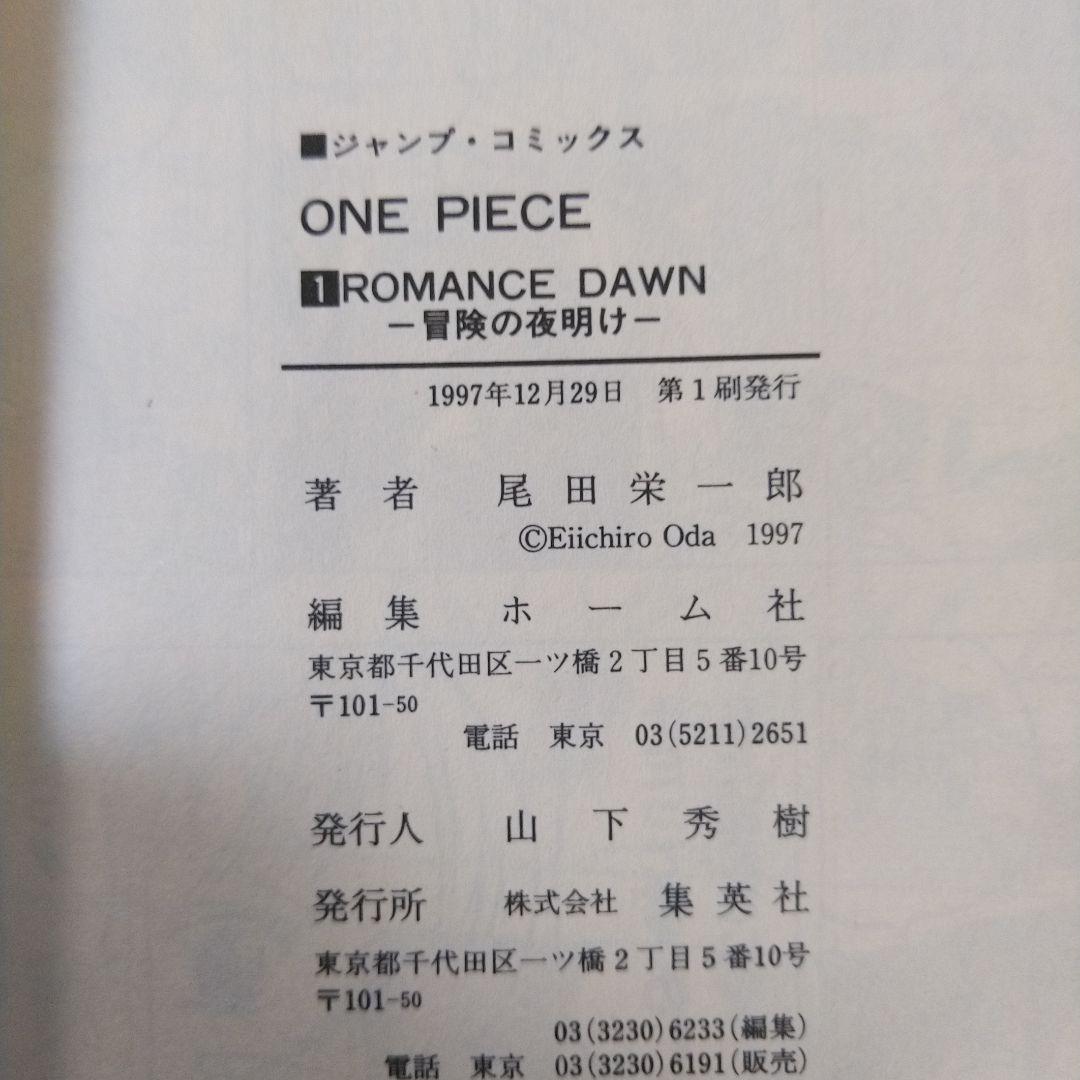 ■ジャンプ・コミックス
ONE PIECE
1 ROMANCE DAWN
―冒険の夜明け―
1997年12月29日　第1刷発行
著者　尾田栄一郎
©Eiichiro Oda　1997
編集　ホーム社
東京都千代田区一ツ橋2丁目5番10号
〒101-50
電話　東京　03(5211)2651
発行人　山下秀樹
発行所　株式会社　集英社
東京都千代田区一ツ橋2丁目5番10号
〒101-50
03(3230)6233(編集)
電話　東京　03(3230)6191(販売)